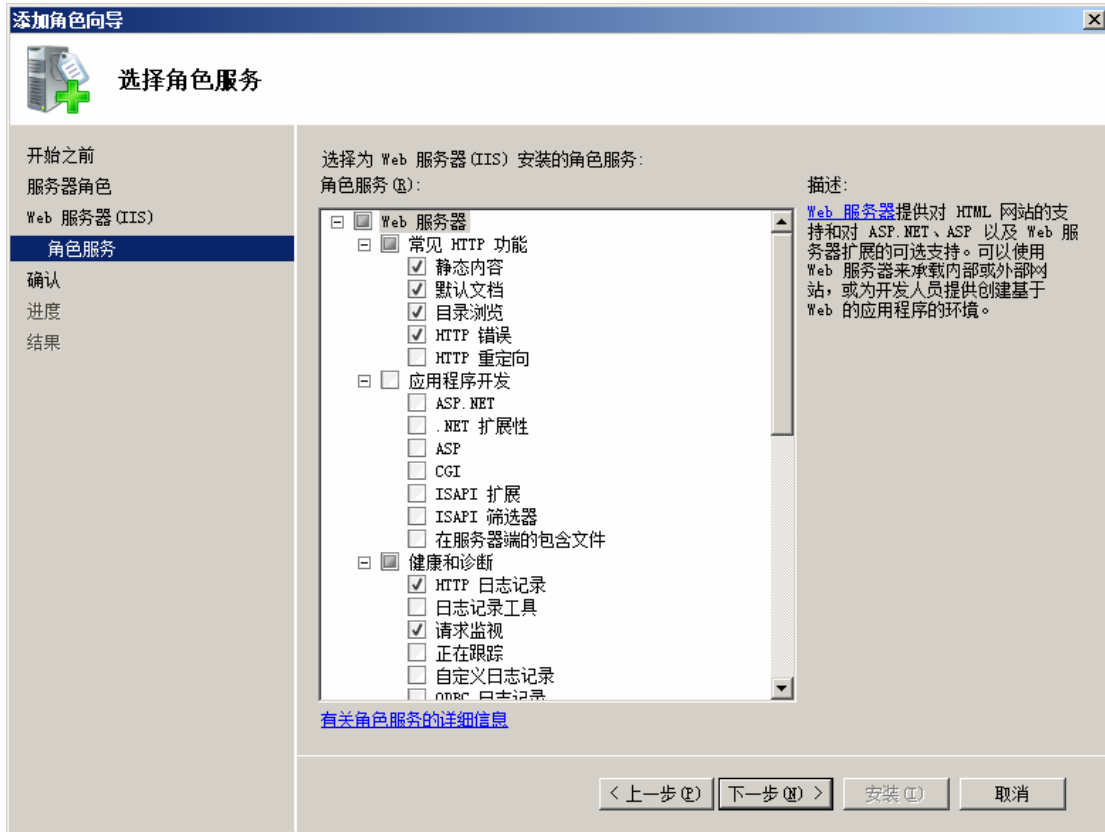 添加角色向导
选择角色服务
开始之前
服务器角色
Web 服务器(IIS)
角色服务
确认
进度
结果
选择为 Web 服务器(IIS) 安装的角色服务:
角色服务(R):
Web 服务器
常见 HTTP 功能
静态内容
默认文档
目录浏览
HTTP 错误
HTTP 重定向
应用程序开发
ASP.NET
.NET 扩展性
ASP
CGI
ISAPI 扩展
ISAPI 筛选器
在服务器端的包含文件
健康和诊断
HTTP 日志记录
日志记录工具
请求监视
正在跟踪
自定义日志记录
ODBC 日志记录
有关角色服务的详细信息
描述:
Web 服务器提供对 HTML 网站的支
持和对 ASP.NET、ASP 以及 Web 服
务器扩展的可选支持。可以使用
Web 服务器来承载内部或外部网
站，或为开发人员提供创建基于
Web 的应用程序的环境。
< 上一步(P)
下一步(N) >
安装(I)
取消